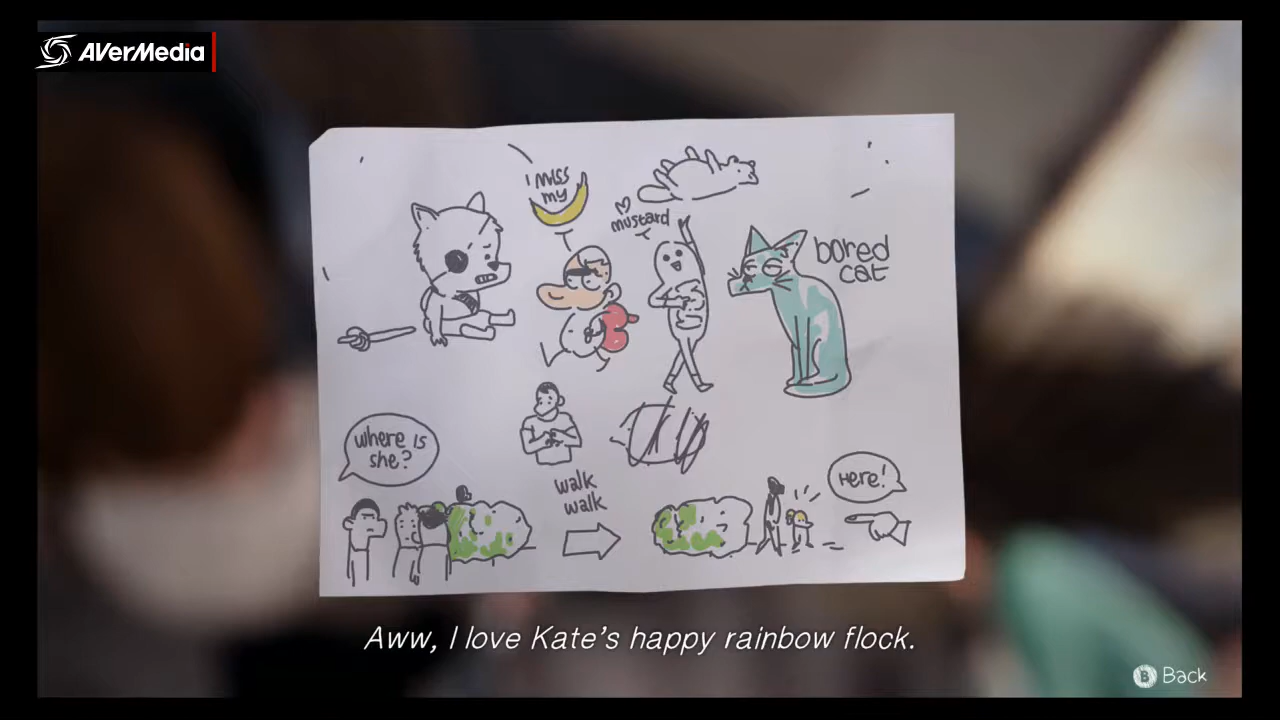 AVerMedia
I MISS
my
mustard
bored
cat
where is
she?
walk
walk
Here!
Aww, I love Kate's happy rainbow flock.
B Back